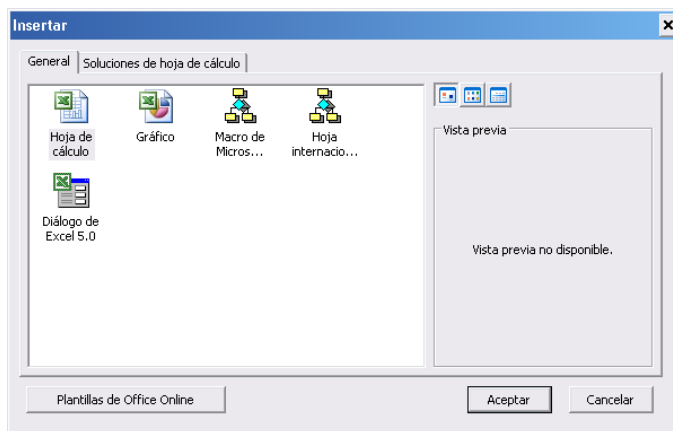 Insertar
General
Soluciones de hoja de cálculo
Hoja de
cálculo
Gráfico
Macro de
Micros...
Hoja
internacio...
Diálogo de
Excel 5.0
Vista previa
Vista previa no disponible.
Plantillas de Office Online
Aceptar
Cancelar